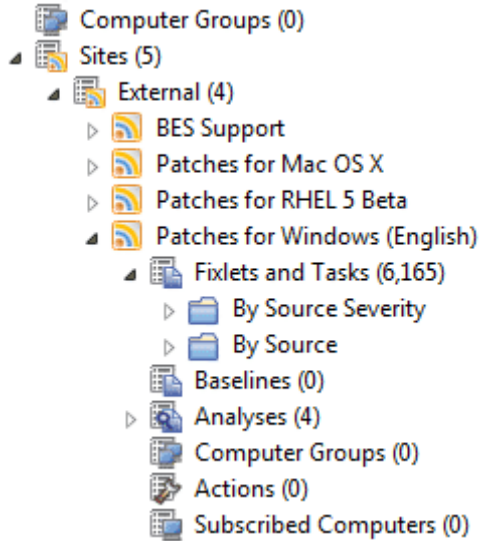 Computer Groups (0)
Sites (5)
External (4)
BES Support
Patches for Mac OS X
Patches for RHEL 5 Beta
Patches for Windows (English)
Fixlets and Tasks (6,165)
By Source Severity
By Source
Baselines (0)
Analyses (4)
Computer Groups (0)
Actions (0)
Subscribed Computers (0)